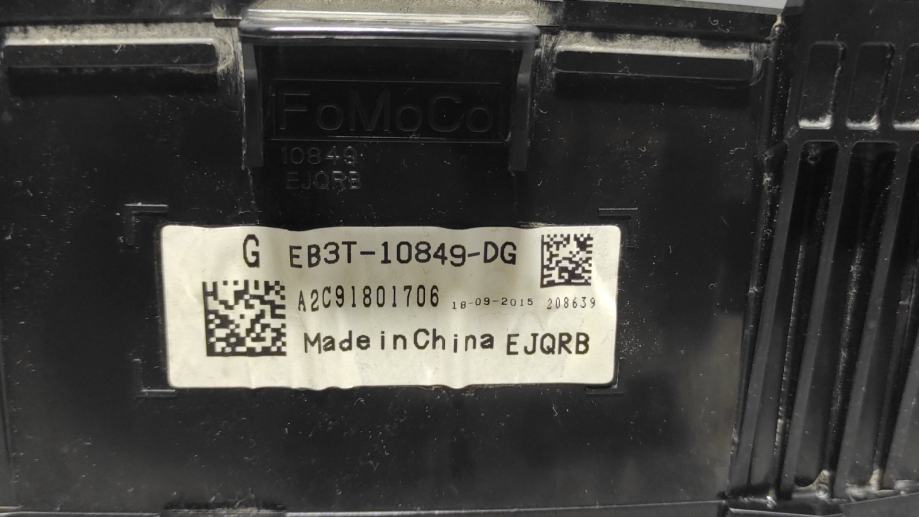 FoMoCo
10849
EJQRB
G EB3T-10849-DG
A2C91801706 18-09-2015 208639
Made in China EJQRB